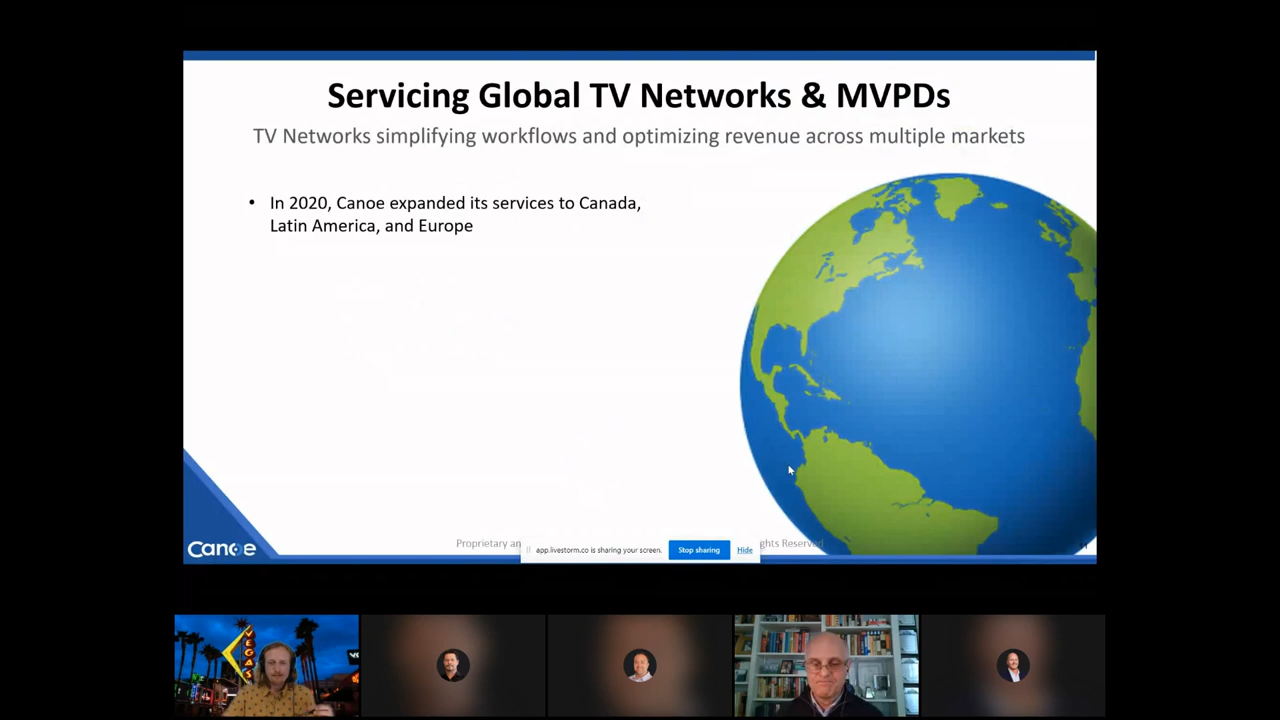 Servicing Global TV Networks & MVPDs
TV Networks simplifying workflows and optimizing revenue across multiple markets
• In 2020, Canoe expanded its services to Canada,
Latin America, and Europe
Canoe
Proprietary an
app.livestorm.co is sharing your screen. Stop sharing Hide
ghts Reserved
VEGAS